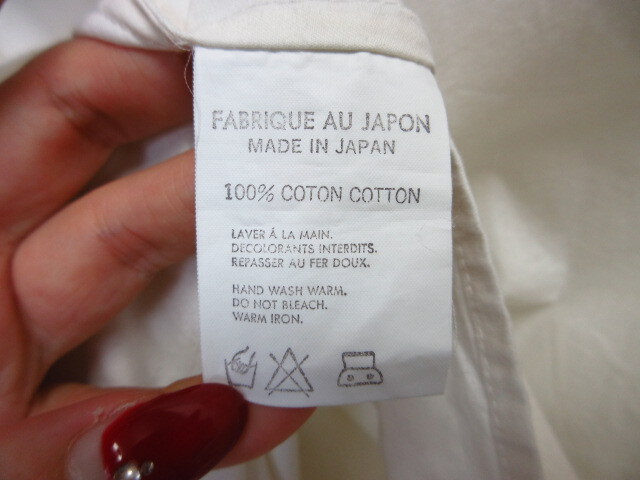 FABRIQUE AU JAPON
MADE IN JAPAN
100% COTON COTTON
LAVER À LA MAIN.
DECOLORANTS INTERDITS.
REPASSER AU FER DOUX.
HAND WASH WARM.
DO NOT BLEACH.
WARM IRON.